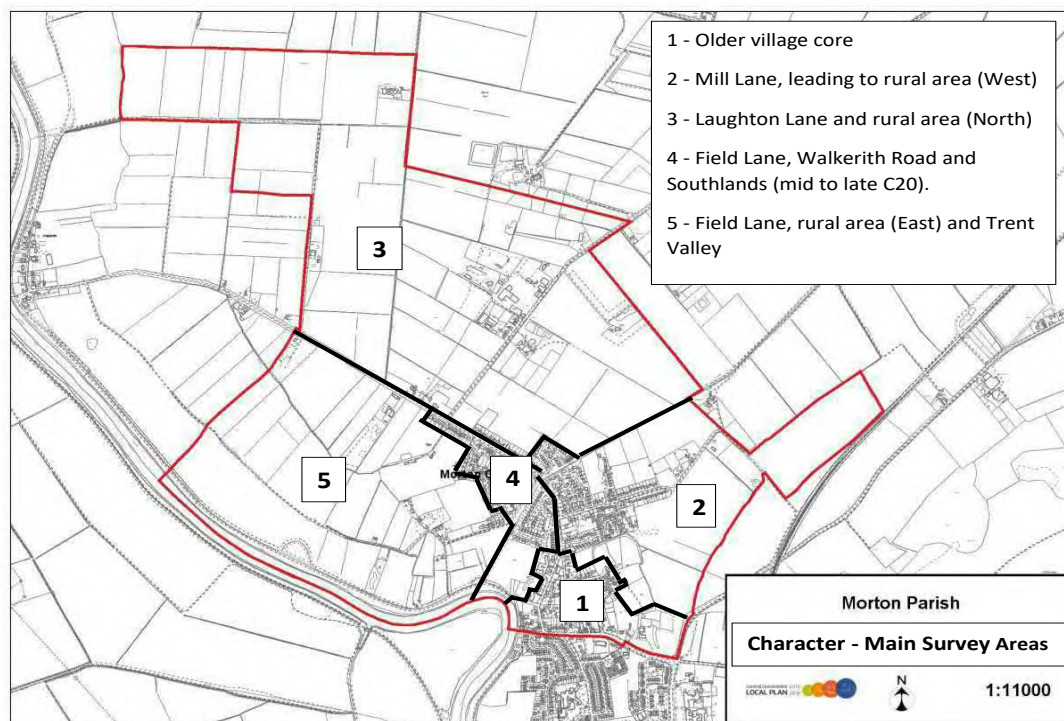 1 - Older village core
2 - Mill Lane, leading to rural area (West)
3 - Laughton Lane and rural area (North)
4 - Field Lane, Walkerith Road and
Southlands (mid to late C20).
5 - Field Lane, rural area (East) and Trent
Valley
3
5
4
2
1
Morton Parish
Character - Main Survey Areas
LOCAL PLAN
N
1:11000